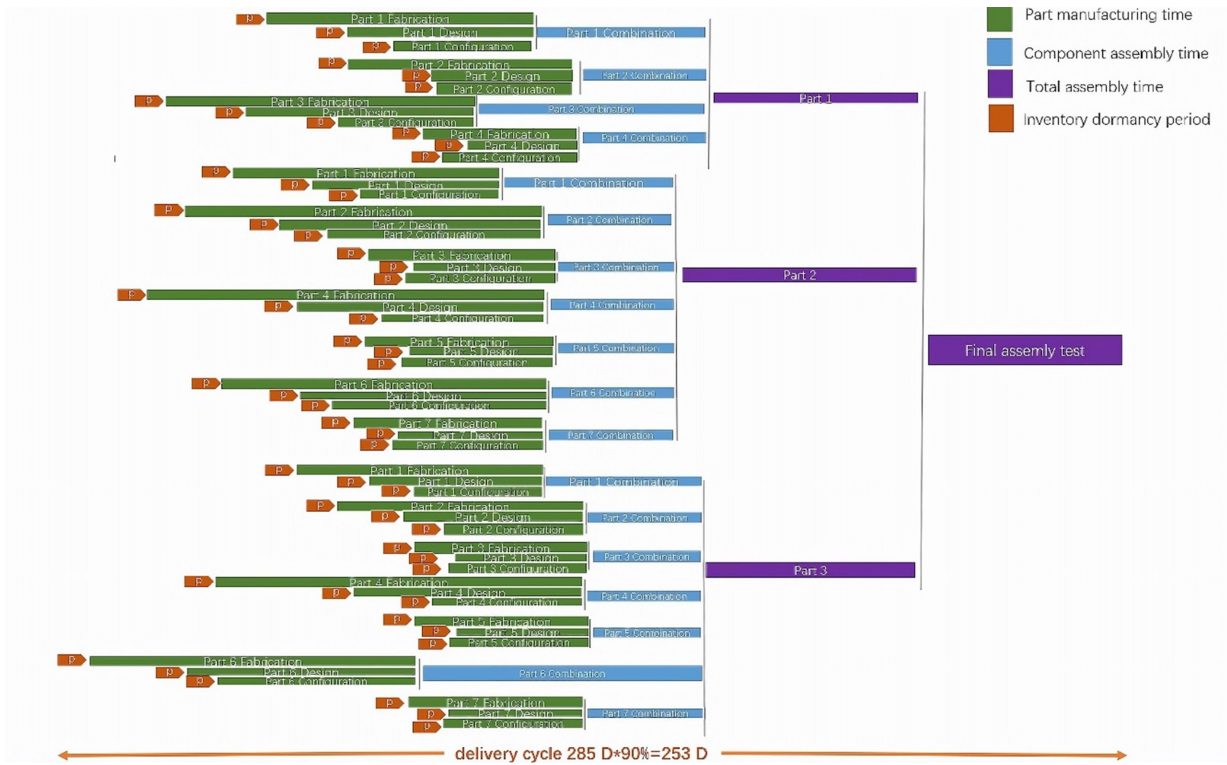 Part manufacturing time
Component assembly time
Total assembly time
Inventory dormancy period
p Part 1 Fabrication
p Part 1 Design
p Part 1 Configuration
Part 1 Combination
p Part 2 Fabrication
p Part 2 Design
p Part 2 Configuration
Part 2 Combination
p Part 3 Fabrication
p Part 3 Design
p Part 3 Configuration
Part 3 Combination
p Part 4 Fabrication
p Part 4 Design
p Part 4 Configuration
Part 4 Combination
Part 1
p Part 1 Fabrication
p Part 1 Design
p Part 1 Configuration
Part 1 Combination
p Part 2 Fabrication
p Part 2 Design
p Part 2 Configuration
Part 2 Combination
p Part 3 Fabrication
p Part 3 Design
p Part 3 Configuration
Part 3 Combination
p Part 4 Fabrication
p Part 4 Design
p Part 4 Configuration
Part 4 Combination
p Part 5 Fabrication
p Part 5 Design
p Part 5 Configuration
Part 5 Combination
p Part 6 Fabrication
p Part 6 Design
p Part 6 Configuration
Part 6 Combination
p Part 7 Fabrication
p Part 7 Design
p Part 7 Configuration
Part 7 Combination
Part 2
p Part 1 Fabrication
p Part 1 Design
p Part 1 Configuration
Part 1 Combination
p Part 2 Fabrication
p Part 2 Design
p Part 2 Configuration
Part 2 Combination
p Part 3 Fabrication
p Part 3 Design
p Part 3 Configuration
Part 3 Combination
p Part 4 Fabrication
p Part 4 Design
p Part 4 Configuration
Part 4 Combination
p Part 5 Fabrication
p Part 5 Design
p Part 5 Configuration
Part 5 Combination
p Part 6 Fabrication
p Part 6 Design
p Part 6 Configuration
Part 6 Combination
p Part 7 Fabrication
p Part 7 Design
p Part 7 Configuration
Part 7 Combination
Part 3
Final assemly test
delivery cycle 285 D*90%=253 D